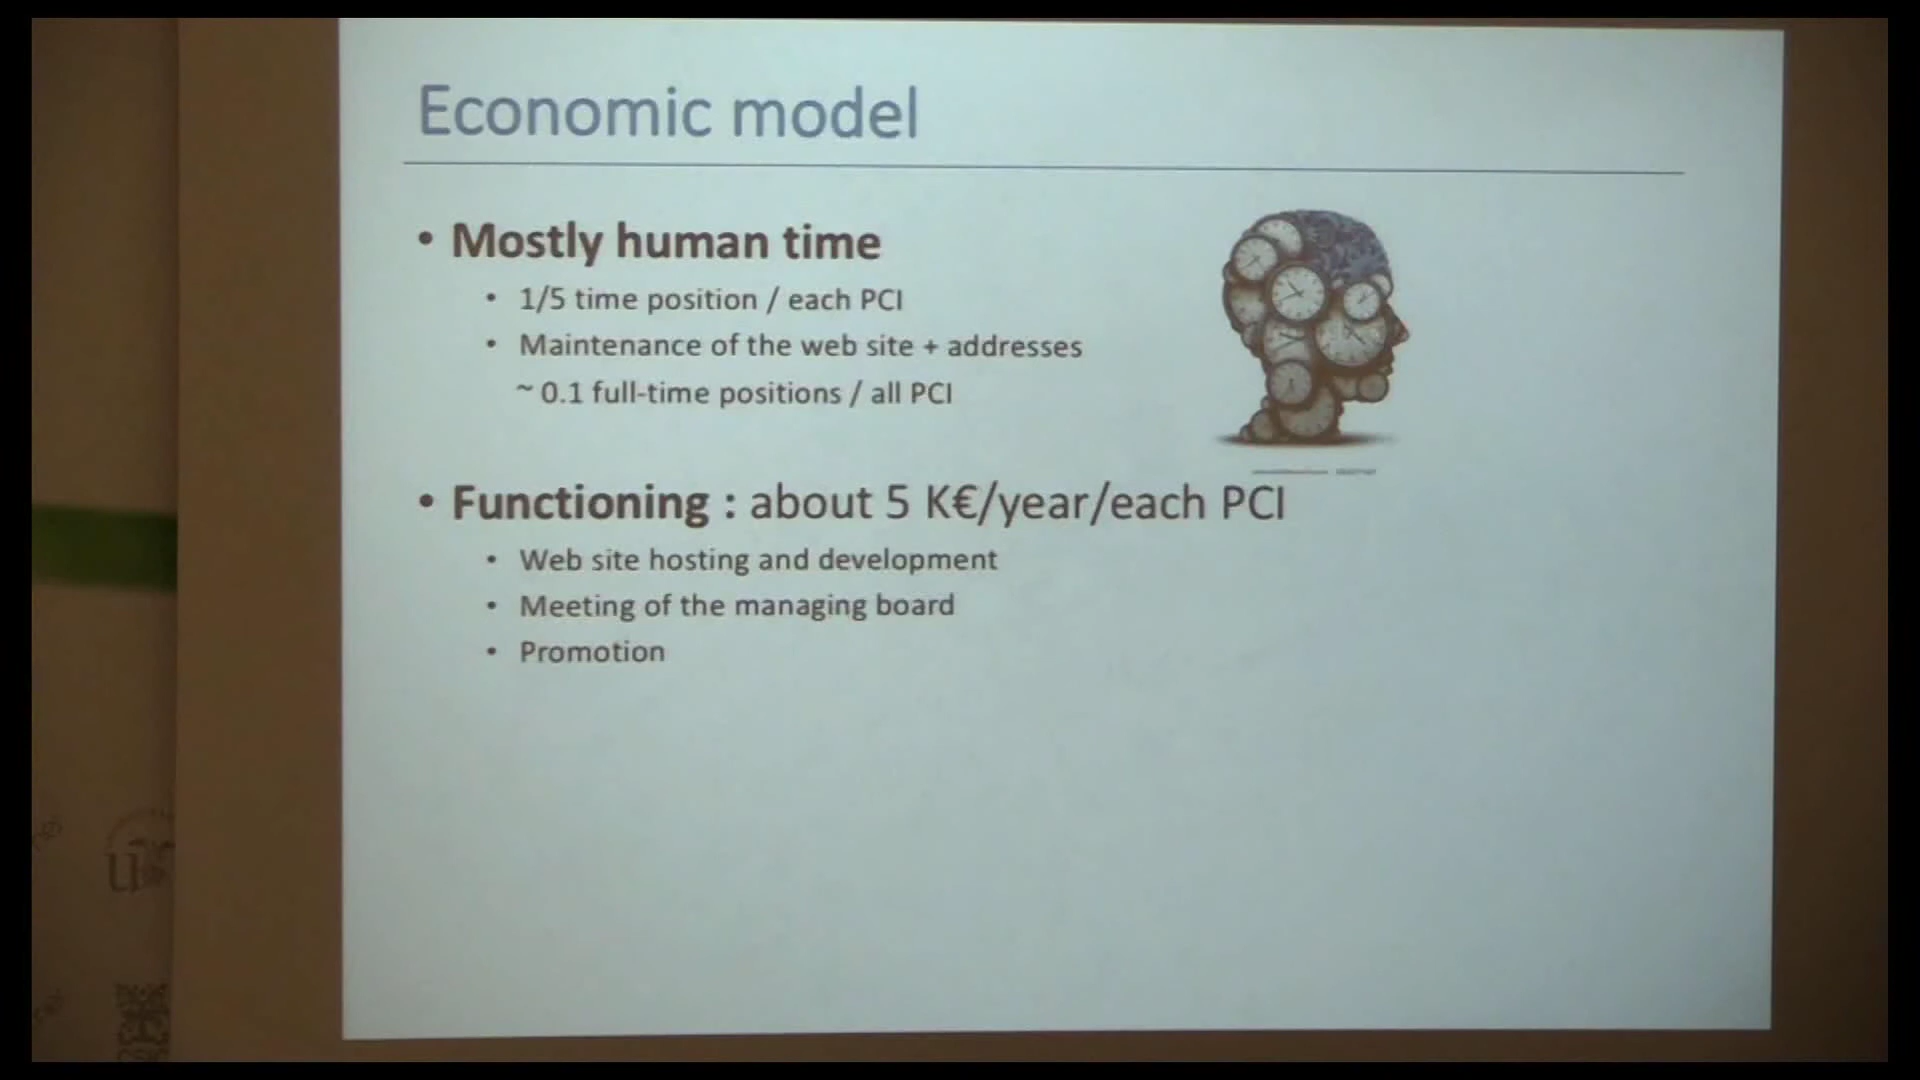 Economic model
• Mostly human time
• 1/5 time position / each PCI
• Maintenance of the web site + addresses
~ 0.1 full-time positions / all PCI
• Functioning : about 5 K€/year/each PCI
• Web site hosting and development
• Meeting of the managing board
• Promotion